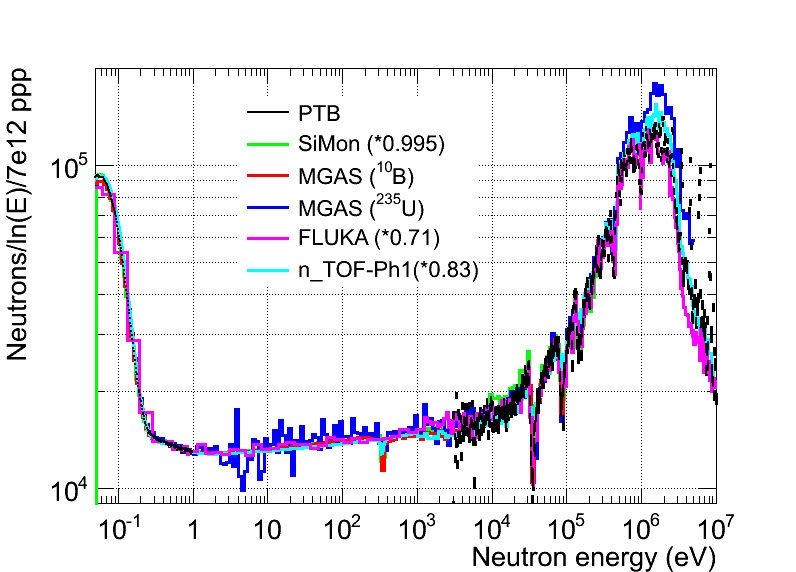 Neutrons/ln(E)/7e12 ppp
10^5
10^4
PTB
SiMon (*0.995)
MGAS (^10B)
MGAS (^235U)
FLUKA (*0.71)
n_TOF-Ph1(*0.83)
10^-1 1 10 10^2 10^3 10^4 10^5 10^6 10^7
Neutron energy (eV)